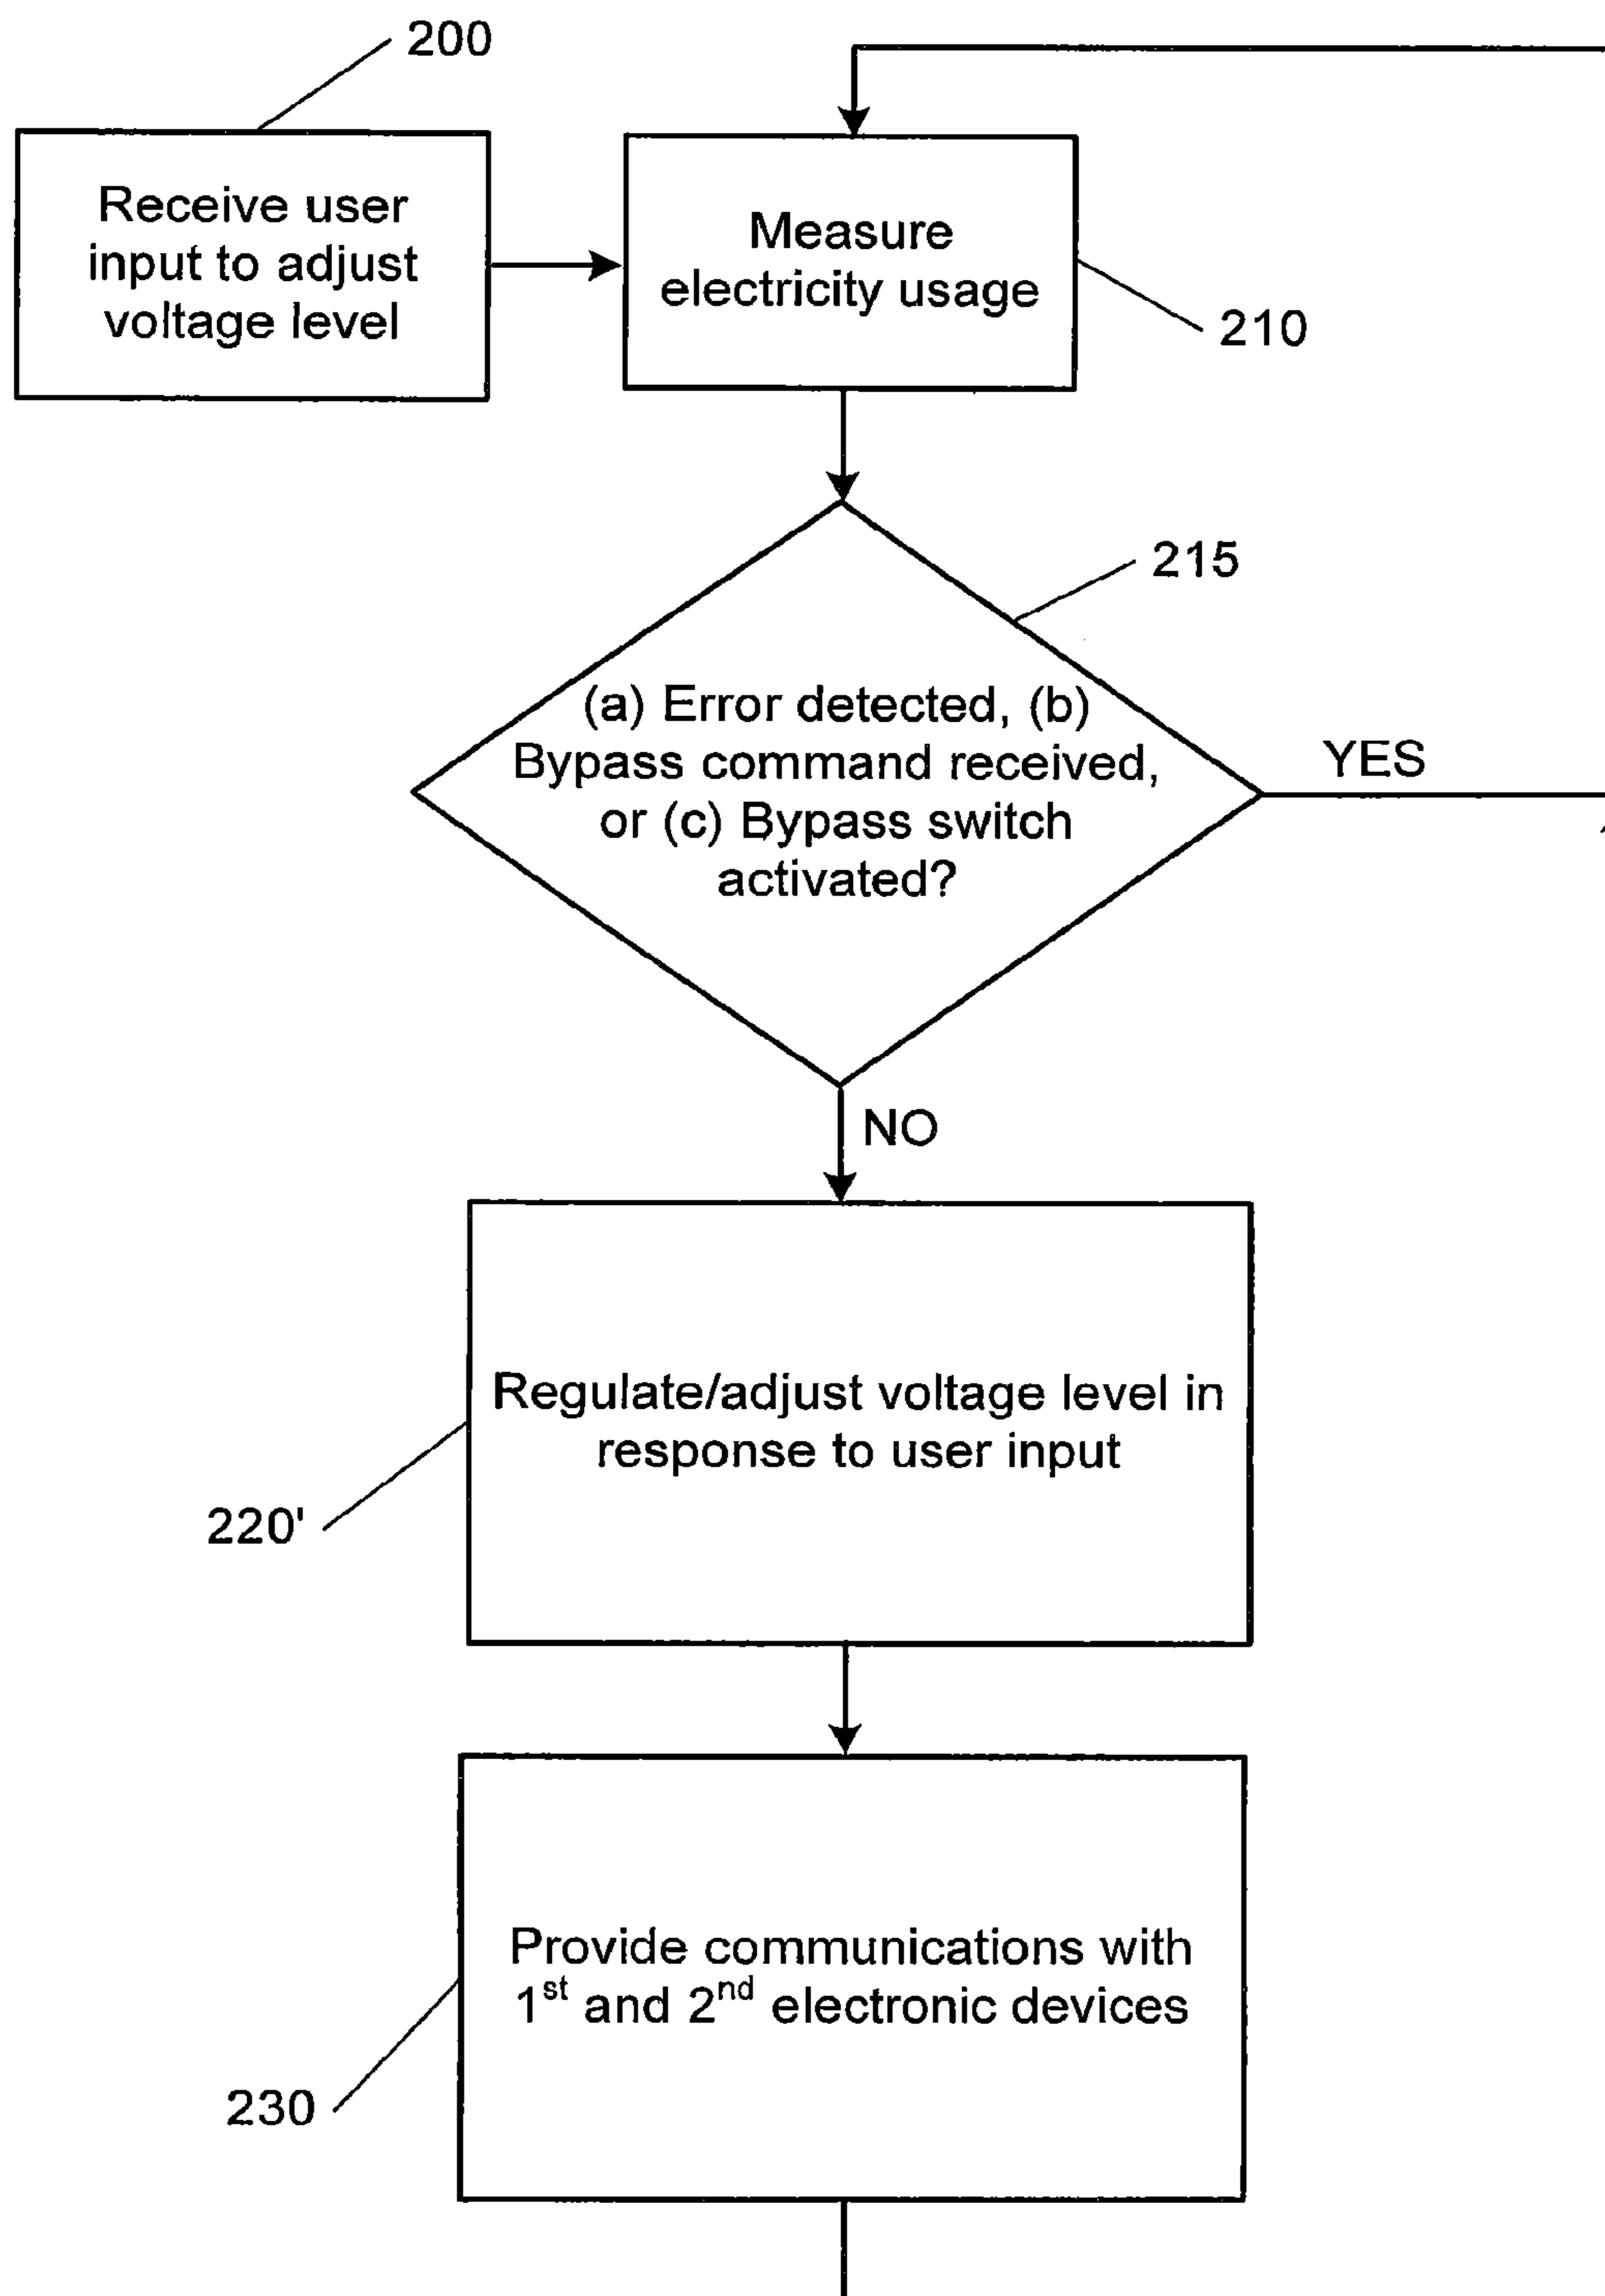 200
Receive user
input to adjust
voltage level
Measure
electricity usage
210
215
(a) Error detected, (b)
Bypass command received,
or (c) Bypass switch
activated?
YES
NO
Regulate/adjust voltage level in
response to user input
220'
Provide communications with
1st and 2nd electronic devices
230